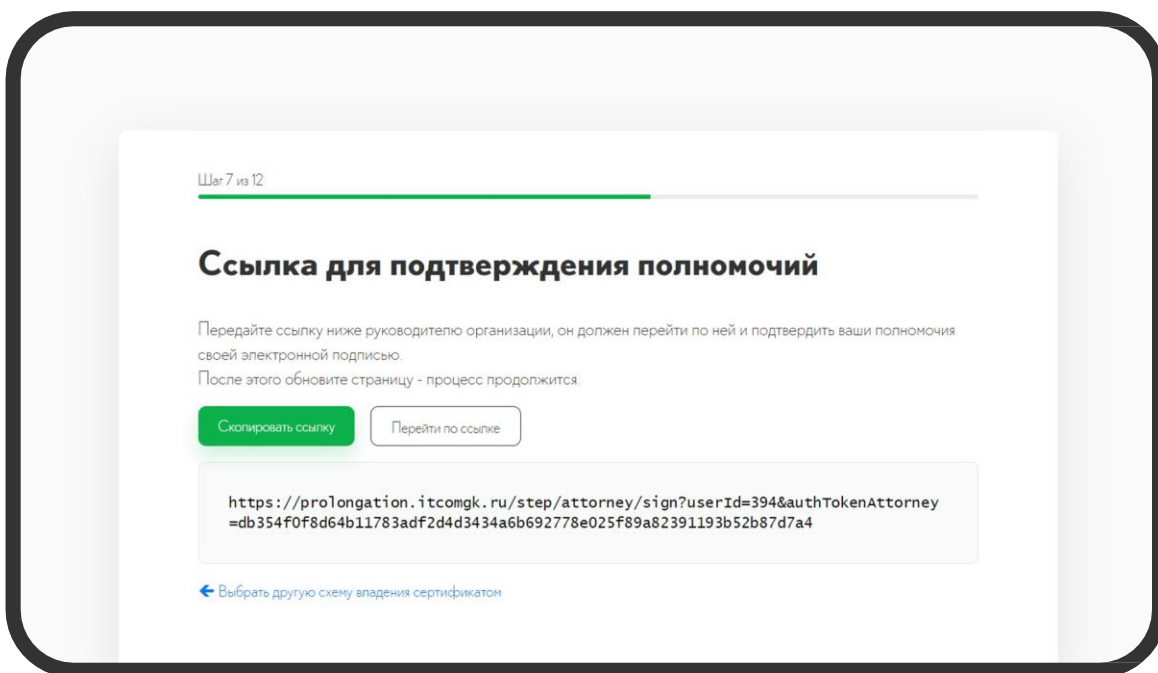 Шаг 7 из 12
Ссылка для подтверждения полномочий
Передайте ссылку ниже руководителю организации, он должен перейти по ней и подтвердить ваши полномочия
своей электронной подписью.
После этого обновите страницу - процесс продолжится.
Скопировать ссылку
Перейти по ссылке
https://prolongation.itcomgk.ru/step/attorney/sign?userId=394&authTokenAttorney
=db354f0f8d64b11783adf2d4d3434a6b692778e025f89a82391193b52b87d7a4
← Выбрать другую схему владения сертификатом